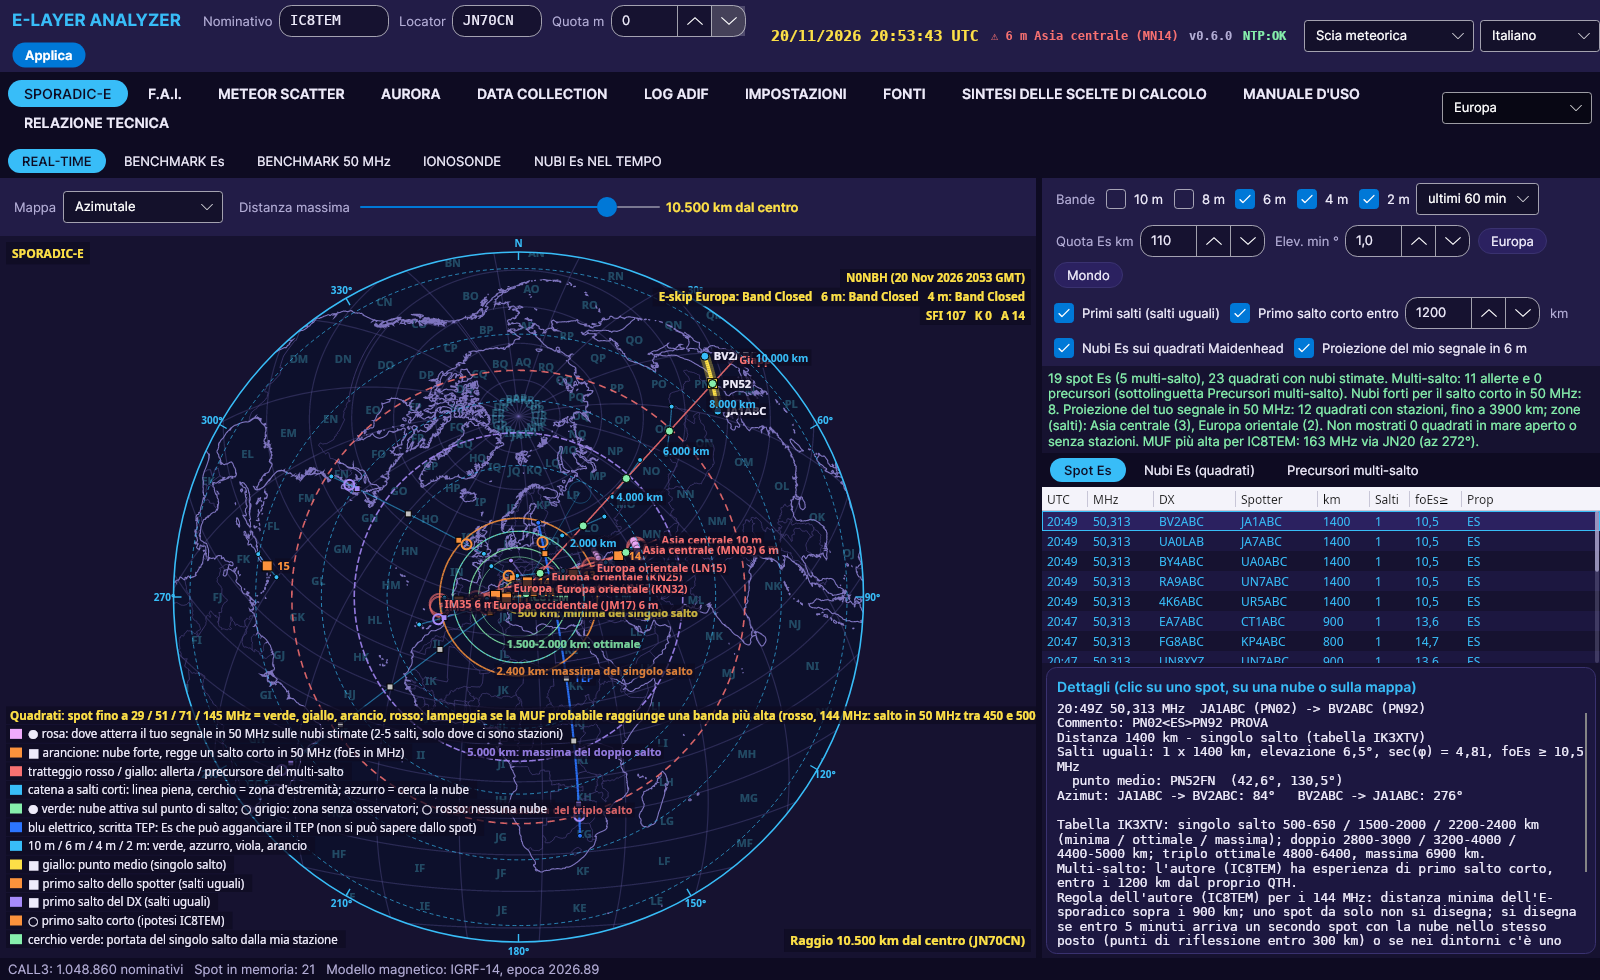 E-LAYER ANALYZER
Nominativo IC8TEM Locator JN70CN Quota m 0
Applica
20/11/2026 20:53:43 UTC ⚠ 6 m Asia centrale (MN14) v0.6.0 NTP:OK
Scia meteorica Italiano
SPORADIC-E F.A.I. METEOR SCATTER AURORA DATA COLLECTION LOG ADIF IMPOSTAZIONI FONTI SINTESI DELLE SCELTE DI CALCOLO MANUALE D'USO
RELAZIONE TECNICA
Europa
REAL-TIME BENCHMARK Es BENCHMARK 50 MHz IONOSONDE NUBI Es NEL TEMPO
Mappa Azimutale Distanza massima 10.500 km dal centro
SPORADIC-E
N0NBH (20 Nov 2026 2053 GMT)
E-skip Europa: Band Closed 6 m: Band Closed 4 m: Band Closed
SFI 107 K 0 A 14
N
330°
300°
60°
270°
90°
120°
210°
150°
180°
10.000 km
PN52
8.000 km
JA1ABC
6.000 km
4.000 km
2.000 km
15
14
Asia centrale 10 m
Asia centrale (MN03) 6 m
Europa orientale (LN15)
Europa orientale (KN25)
Europa orientale (KN32)
Europa occidentale (JM17) 6 m
500 km: minima del singolo salto
1.500-2.000 km: ottimale
2.400 km: massima del singolo salto
5.000 km: massima del doppio salto
del triplo salto
Quadrati: spot fino a 29 / 51 / 71 / 145 MHz = verde, giallo, arancio, rosso; lampeggia se la MUF probabile raggiunge una banda più alta (rosso, 144 MHz: salto in 50 MHz tra 450 e 500
rosa: dove atterra il tuo segnale in 50 MHz sulle nubi stimate (2-5 salti, solo dove ci sono stazioni)
arancione: nube forte, regge un salto corto in 50 MHz (foEs in MHz)
tratteggio rosso / giallo: allerta / precursore del multi-salto
catena a salti corti: linea piena, cerchio = zona d'estremità; azzurro = cerca la nube
verde: nube attiva sul punto di salto; ○ grigio: zona senza osservatori; ○ rosso: nessuna nube
blu elettrico, scritta TEP: Es che può agganciare il TEP (non si può sapere dallo spot)
10 m / 6 m / 4 m / 2 m: verde, azzurro, viola, arancio
giallo: punto medio (singolo salto)
primo salto dello spotter (salti uguali)
primo salto del DX (salti uguali)
○ primo salto corto (ipotesi IC8TEM)
cerchio verde: portata del singolo salto dalla mia stazione
Raggio 10.500 km dal centro (JN70CN)
Bande 10 m 8 m 6 m 4 m 2 m ultimi 60 min
Quota Es km 110 Elev. min ° 1,0 Europa
Mondo
Primi salti (salti uguali) Primo salto corto entro 1200 km
Nubi Es sui quadrati Maidenhead Proiezione del mio segnale in 6 m
19 spot Es (5 multi-salto), 23 quadrati con nubi stimate. Multi-salto: 11 allerte e 0
precursori (sottolinguetta Precursori multi-salto). Nubi forti per il salto corto in 50 MHz:
8. Proiezione del tuo segnale in 50 MHz: 12 quadrati con stazioni, fino a 3900 km; zone
(salti): Asia centrale (3), Europa orientale (2). Non mostrati 0 quadrati in mare aperto o
senza stazioni. MUF più alta per IC8TEM: 163 MHz via JN20 (az 272°).
Spot Es Nubi Es (quadrati) Precursori multi-salto
UTC MHz DX Spotter km Salti foEs≥ Prop
20:49 50,313 BV2ABC JA1ABC 1400 1 10,5 ES
20:49 50,313 UA0LAB JA7ABC 1400 1 10,5 ES
20:49 50,313 BY4ABC UA0ABC 1400 1 10,5 ES
20:49 50,313 RA9ABC UN7ABC 1400 1 10,5 ES
20:49 50,313 4K6ABC UR5ABC 1400 1 10,5 ES
20:47 50,313 EA7ABC CT1ABC 900 1 13,6 ES
20:47 50,313 FG8ABC KP4ABC 800 1 14,7 ES
20:47 50,313 UN8XYZ UN7ABC 900 1 13,6 ES
Dettagli (clic su uno spot, su una nube o sulla mappa)
20:49Z 50,313 MHz JA1ABC (PN02) -> BV2ABC (PN92)
Commento: PN02<ES>PN92 PROVA
Distanza 1400 km - singolo salto (tabella IK3XTV)
Salti uguali: 1 x 1400 km, elevazione 6,5°, sec(φ) = 4,81, foEs ≥ 10,5
MHz
punto medio: PN52FN (42,6°, 130,5°)
Azimut: JA1ABC -> BV2ABC: 84° BV2ABC -> JA1ABC: 276°
Tabella IK3XTV: singolo salto 500-650 / 1500-2000 / 2200-2400 km
(minima / ottimale / massima); doppio 2800-3000 / 3200-4000 /
4400-5000 km; triplo ottimale 4800-6400, massima 6900 km.
Multi-salto: l'autore (IC8TEM) ha esperienza di primo salto corto,
entro i 1200 km dal proprio QTH.
Regola dell'autore (IC8TEM) per i 144 MHz: distanza minima dell'E-
sporadico sopra i 900 km; uno spot da solo non si disegna; si disegna
se entro 5 minuti arriva un secondo spot con la nube nello stesso
posto (punti di riflessione entro 300 km) o se nei dintorni c'è uno
CALL3: 1.048.860 nominativi Spot in memoria: 21 Modello magnetico: IGRF-14, epoca 2026.89